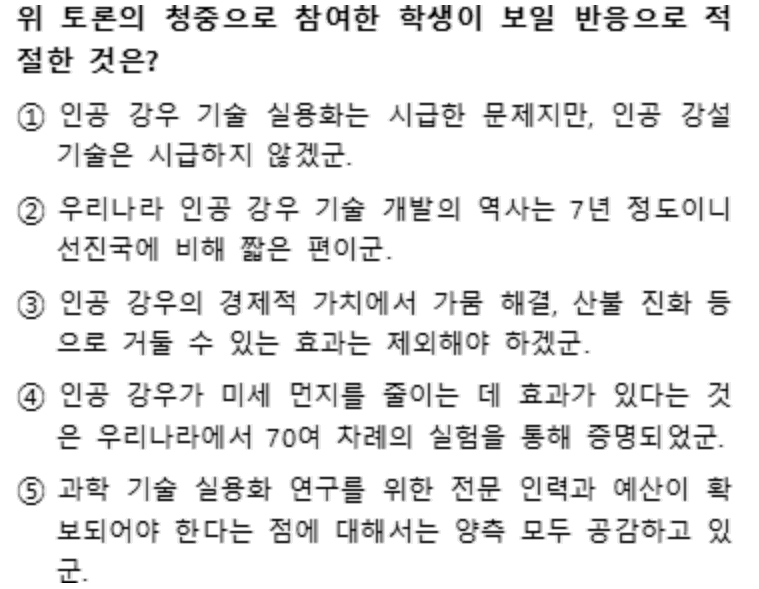 위 토론의 청중으로 참여한 학생이 보일 반응으로 적
절한 것은?
① 인공 강우 기술 실용화는 시급한 문제지만, 인공 강설
기술은 시급하지 않겠군.
② 우리나라 인공 강우 기술 개발의 역사는 7년 정도이니
선진국에 비해 짧은 편이군.
③ 인공 강우의 경제적 가치에서 가뭄 해결, 산불 진화 등
으로 거둘 수 있는 효과는 제외해야 하겠군.
④ 인공 강우가 미세 먼지를 줄이는 데 효과가 있다는 것
은 우리나라에서 70여 차례의 실험을 통해 증명되었군.
⑤ 과학 기술 실용화 연구를 위한 전문 인력과 예산이 확
보되어야 한다는 점에 대해서는 양측 모두 공감하고 있
군.